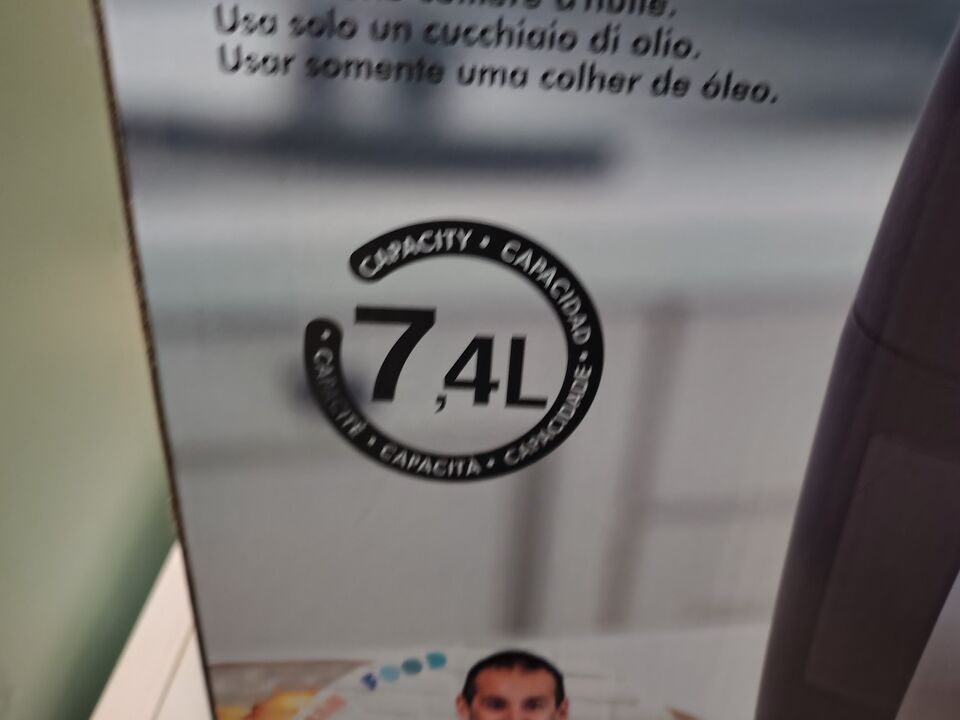 Usa solo un cucchiaio di olio.
Usar somente uma colher de óleo.
CAPACITY • CAPACIDAD • CAPACIDADE • CAPACITÀ • CAPACITÉ •
7,4L
FOOD